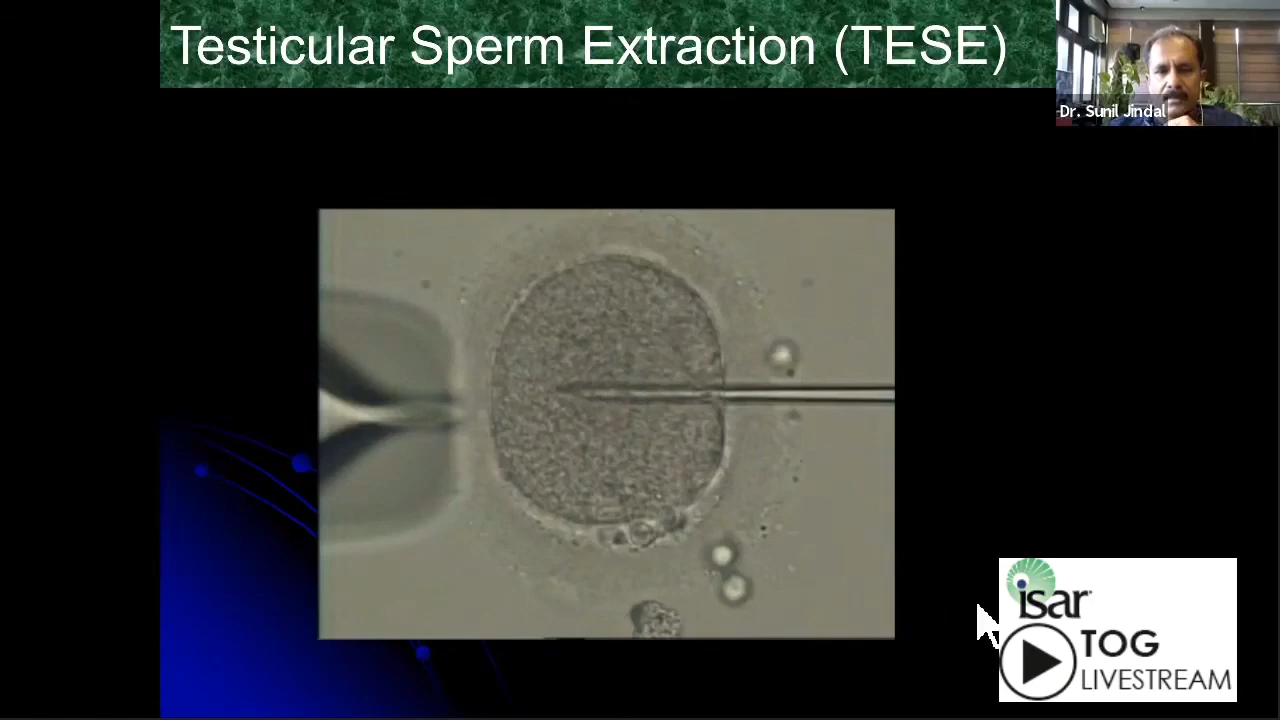 Testicular Sperm Extraction (TESE)
Dr. Sunil Jindal
isar
TOG
LIVESTREAM